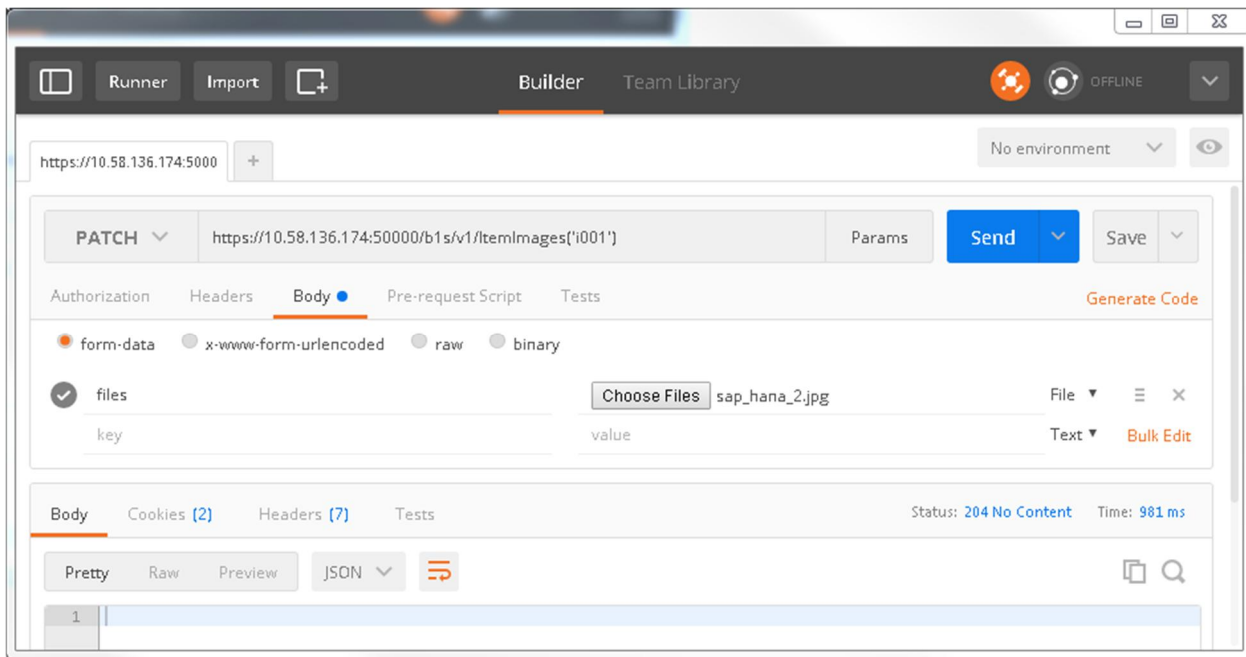 Runner Import Builder Team Library OFFLINE
https://10.58.136.174:5000 + No environment
PATCH https://10.58.136.174:50000/b1s/v1/ItemImages('i001') Params Send Save
Authorization Headers Body Pre-request Script Tests Generate Code
form-data x-www-form-urlencoded raw binary
files Choose Files sap_hana_2.jpg File
key value Text Bulk Edit
Body Cookies (2) Headers (7) Tests Status: 204 No Content Time: 981 ms
Pretty Raw Preview JSON
1